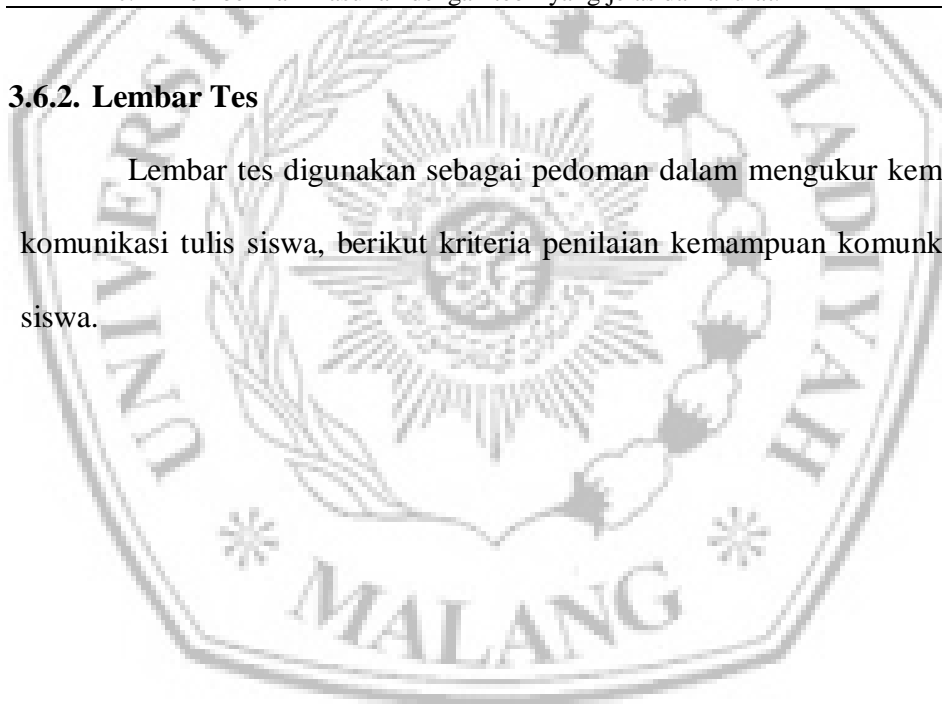 3.6.2. Lembar Tes
Lembar tes digunakan sebagai pedoman dalam mengukur kem
komunikasi tulis siswa, berikut kriteria penilaian kemampuan komunk
siswa.
MALANG